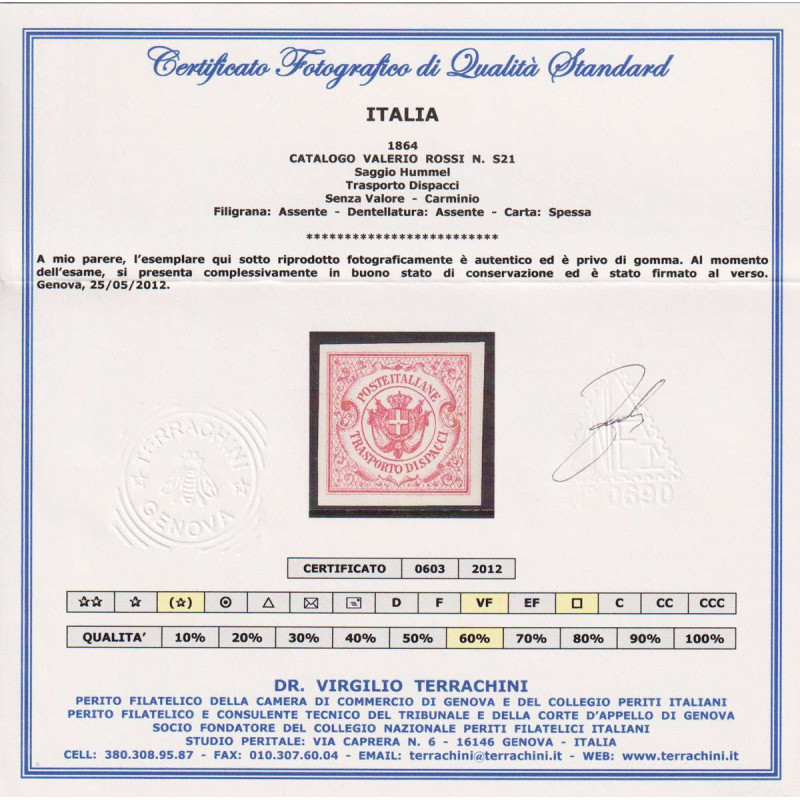 Certificato Fotografico di Qualità Standard
ITALIA
1864
CATALOGO VALERIO ROSSI N. S21
Saggio Hummel
Trasporto Dispacci
Senza Valore - Carminio
Filigrana: Assente - Dentellatura: Assente - Carta: Spessa
*************************
A mio parere, l'esemplare qui sotto riprodotto fotograficamente è autentico ed è privo di gomma. Al momento
dell'esame, si presenta complessivamente in buono stato di conservazione ed è stato firmato al verso.
Genova, 25/05/2012.
POSTE ITALIANE
TRASPORTO DISPACCI
TERRACHINI
GENOVA
0690
CERTIFICATO 0603 2012
☆☆ ☆ (☆) ⊙ △ ✉ D F VF EF □ C CC CCC
QUALITA' 10% 20% 30% 40% 50% 60% 70% 80% 90% 100%
DR. VIRGILIO TERRACHINI
PERITO FILATELICO DELLA CAMERA DI COMMERCIO DI GENOVA E DEL COLLEGIO PERITI ITALIANI
PERITO FILATELICO E CONSULENTE TECNICO DEL TRIBUNALE E DELLA CORTE D'APPELLO DI GENOVA
SOCIO FONDATORE DEL COLLEGIO NAZIONALE PERITI FILATELICI ITALIANI
STUDIO PERITALE: VIA CAPRERA N. 6 - 16146 GENOVA - ITALIA
CELL: 380.308.95.87 - FAX: 010.307.60.04 - EMAIL: terrachini@terrachini.it - WEB: www.terrachini.it